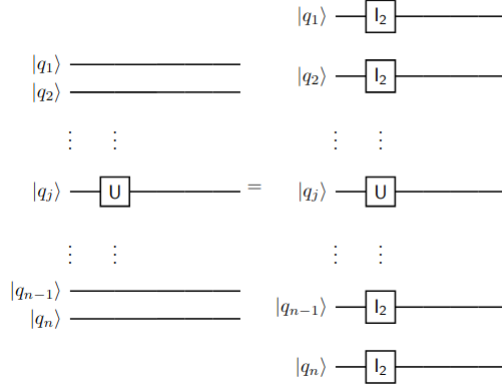 |q₁⟩
|q₂⟩
⋮ ⋮
|qⱼ⟩ U
⋮ ⋮
|qₙ₋₁⟩
|qₙ⟩
=
|q₁⟩ I₂
|q₂⟩ I₂
⋮ ⋮
|qⱼ⟩ U
⋮ ⋮
|qₙ₋₁⟩ I₂
|qₙ⟩ I₂